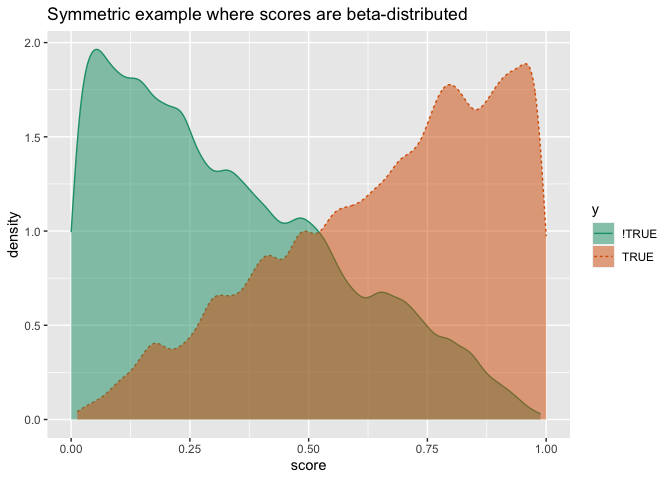 Symmetric example where scores are beta-distributed
2.0
1.5
1.0
0.5
0.0
density
0.00 0.25 0.50 0.75 1.00
score
y
!TRUE
TRUE